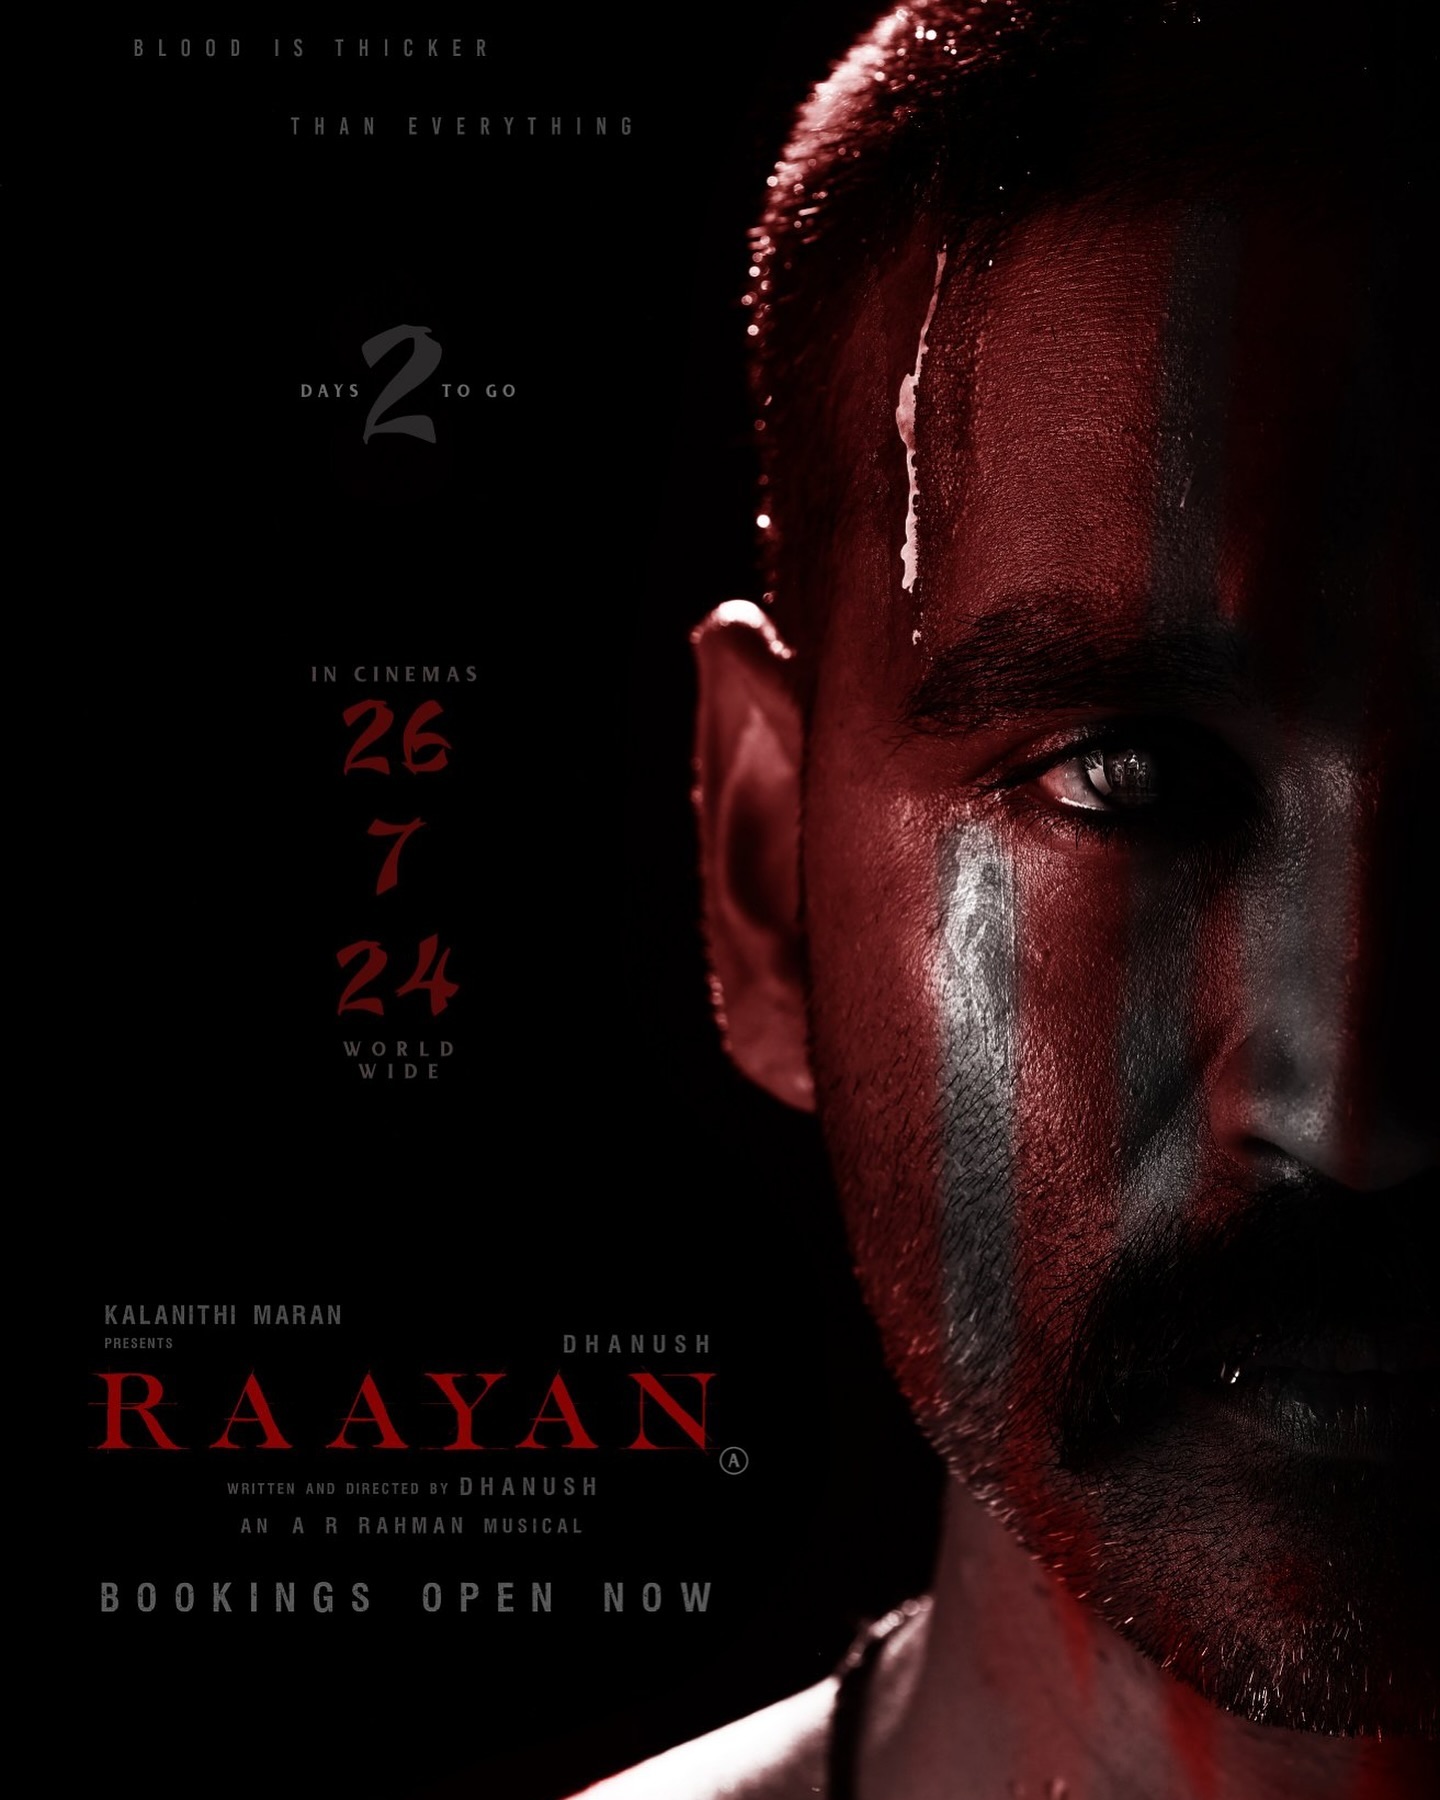 BLOOD IS THICKER
THAN EVERYTHING
DAYS 2 TO GO
IN CINEMAS
26
7
24
WORLD
WIDE
KALANITHI MARAN
PRESENTS
DHANUSH
RAAYAN
A
WRITTEN AND DIRECTED BY DHANUSH
AN A R RAHMAN MUSICAL
BOOKINGS OPEN NOW